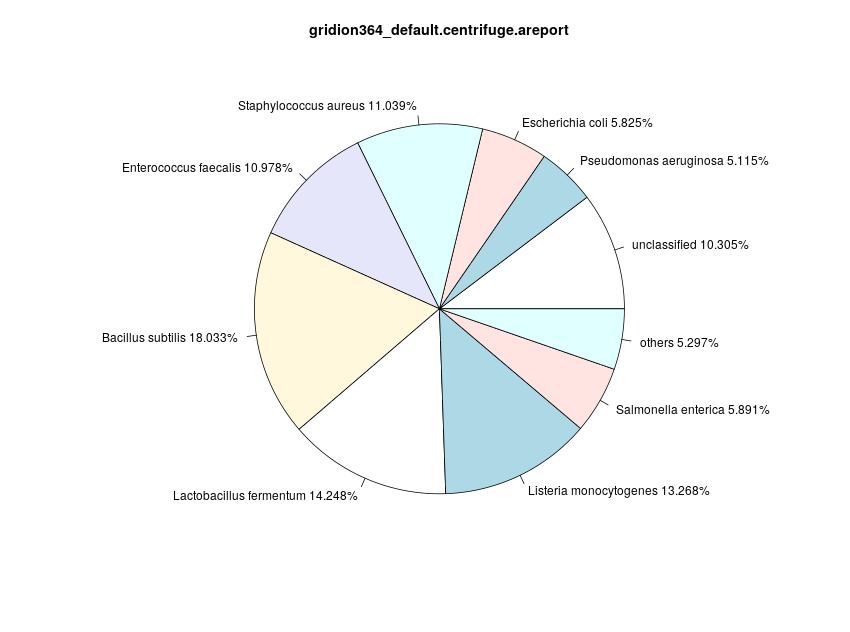 gridion364_default.centrifuge.areport
Staphylococcus aureus 11.039%
Escherichia coli 5.825%
Pseudomonas aeruginosa 5.115%
Enterococcus faecalis 10.978%
unclassified 10.305%
Bacillus subtilis 18.033%
others 5.297%
Salmonella enterica 5.891%
Listeria monocytogenes 13.268%
Lactobacillus fermentum 14.248%